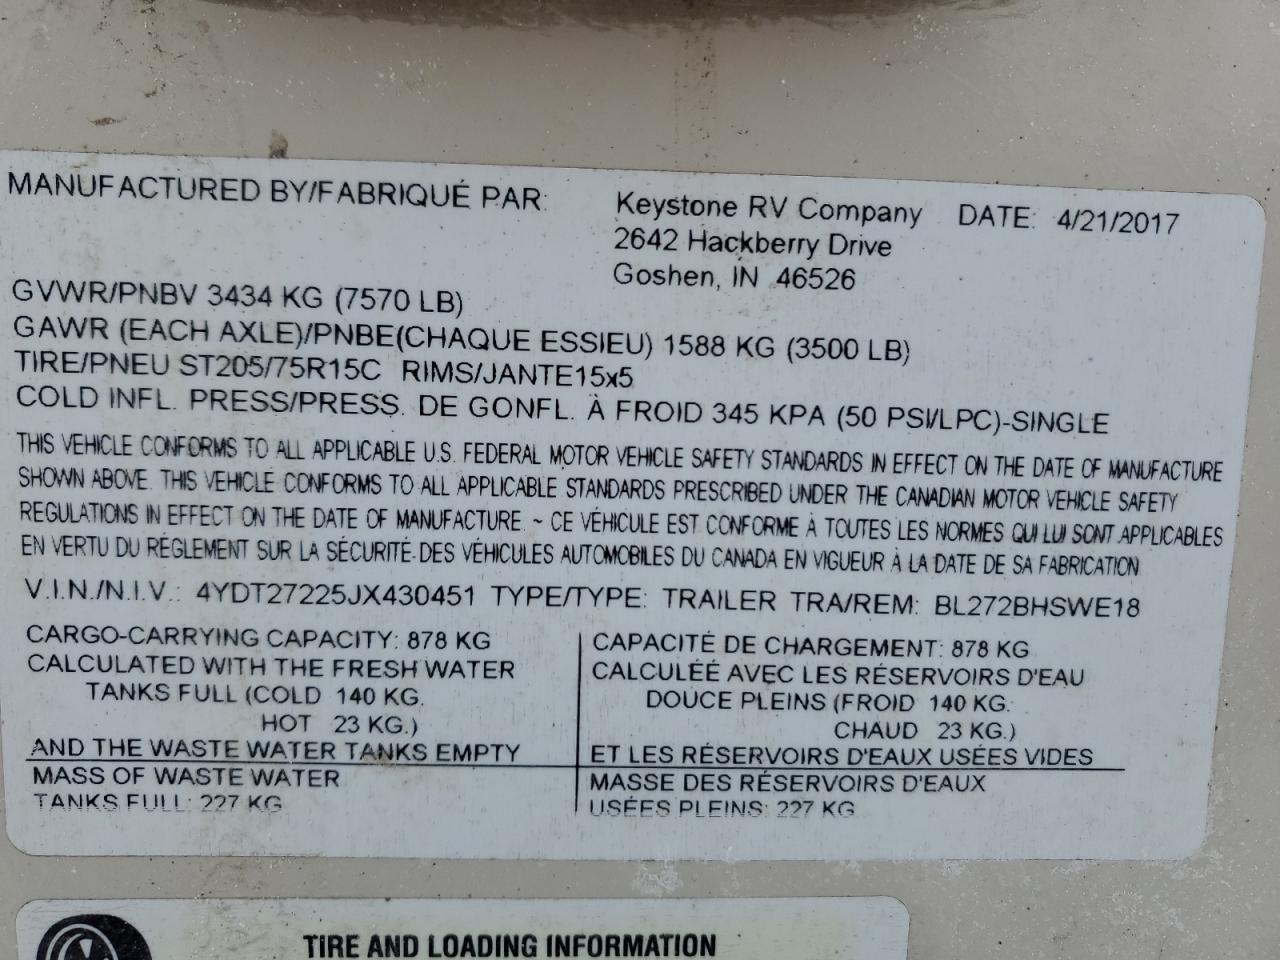 MANUFACTURED BY/FABRIQUÉ PAR: Keystone RV Company DATE: 4/21/2017
2642 Hackberry Drive
Goshen, IN 46526
GVWR/PNBV 3434 KG (7570 LB)
GAWR (EACH AXLE)/PNBE(CHAQUE ESSIEU) 1588 KG (3500 LB)
TIRE/PNEU ST205/75R15C RIMS/JANTE15x5
COLD INFL. PRESS/PRESS. DE GONFL. À FROID 345 KPA (50 PSI/LPC)-SINGLE
THIS VEHICLE CONFORMS TO ALL APPLICABLE U.S. FEDERAL MOTOR VEHICLE SAFETY STANDARDS IN EFFECT ON THE DATE OF MANUFACTURE
SHOWN ABOVE. THIS VEHICLE CONFORMS TO ALL APPLICABLE STANDARDS PRESCRIBED UNDER THE CANADIAN MOTOR VEHICLE SAFETY
REGULATIONS IN EFFECT ON THE DATE OF MANUFACTURE. ~ CE VÉHICULE EST CONFORME À TOUTES LES NORMES QUI LUI SONT APPLICABLES
EN VERTU DU RÉGLEMENT SUR LA SÉCURITÉ DES VÉHICULES AUTOMOBILES DU CANADA EN VIGUEUR À LA DATE DE SA FABRICATION
V.I.N./N.I.V.: 4YDT27225JX430451 TYPE/TYPE: TRAILER TRA/REM: BL272BHSWE18
CARGO-CARRYING CAPACITY: 878 KG
CALCULATED WITH THE FRESH WATER
TANKS FULL (COLD 140 KG.
HOT 23 KG.)
AND THE WASTE WATER TANKS EMPTY
MASS OF WASTE WATER
TANKS FULL: 227 KG
CAPACITÉ DE CHARGEMENT: 878 KG
CALCULÉE AVEC LES RÉSERVOIRS D'EAU
DOUCE PLEINS (FROID 140 KG.
CHAUD 23 KG.)
ET LES RÉSERVOIRS D'EAUX USÉES VIDES
MASSE DES RÉSERVOIRS D'EAUX
USÉES PLEINS: 227 KG
TIRE AND LOADING INFORMATION